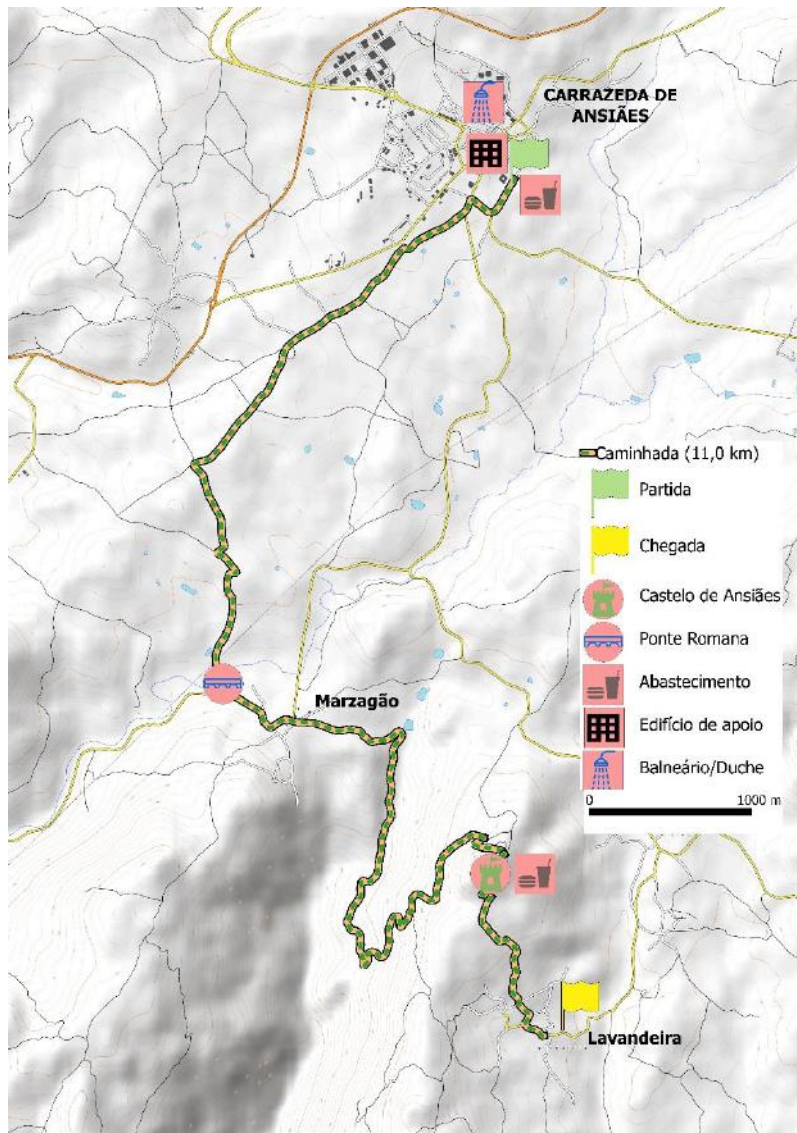 CARRAZEDA DE
ANSIÃES
Caminhada (11,0 km)
Partida
Chegada
Castelo de Ansiães
Ponte Romana
Abastecimento
Edifício de apoio
Balneário/Duche
0 1000 m
Marzagão
Lavandeira